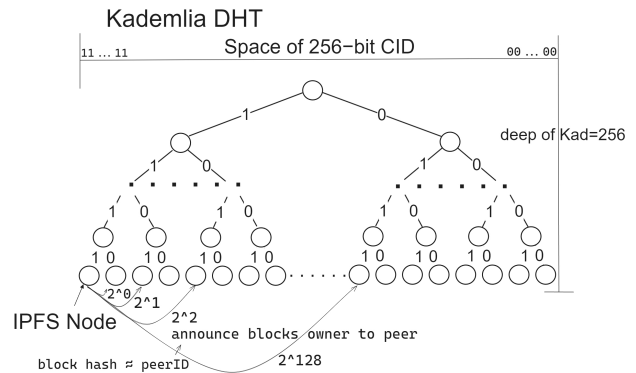 Kademlia DHT
11 ... 11 Space of 256-bit CID 00 ... 00
1 0
deep of Kad=256
1 0 1 0
1 0 1 0 1 0 1 0
1 0 1 0 1 0 1 0 1 0 1 0 1 0 1 0
2^0
2^1
IPFS Node
2^2
announce blocks owner to peer
block hash ≈ peerID
2^128